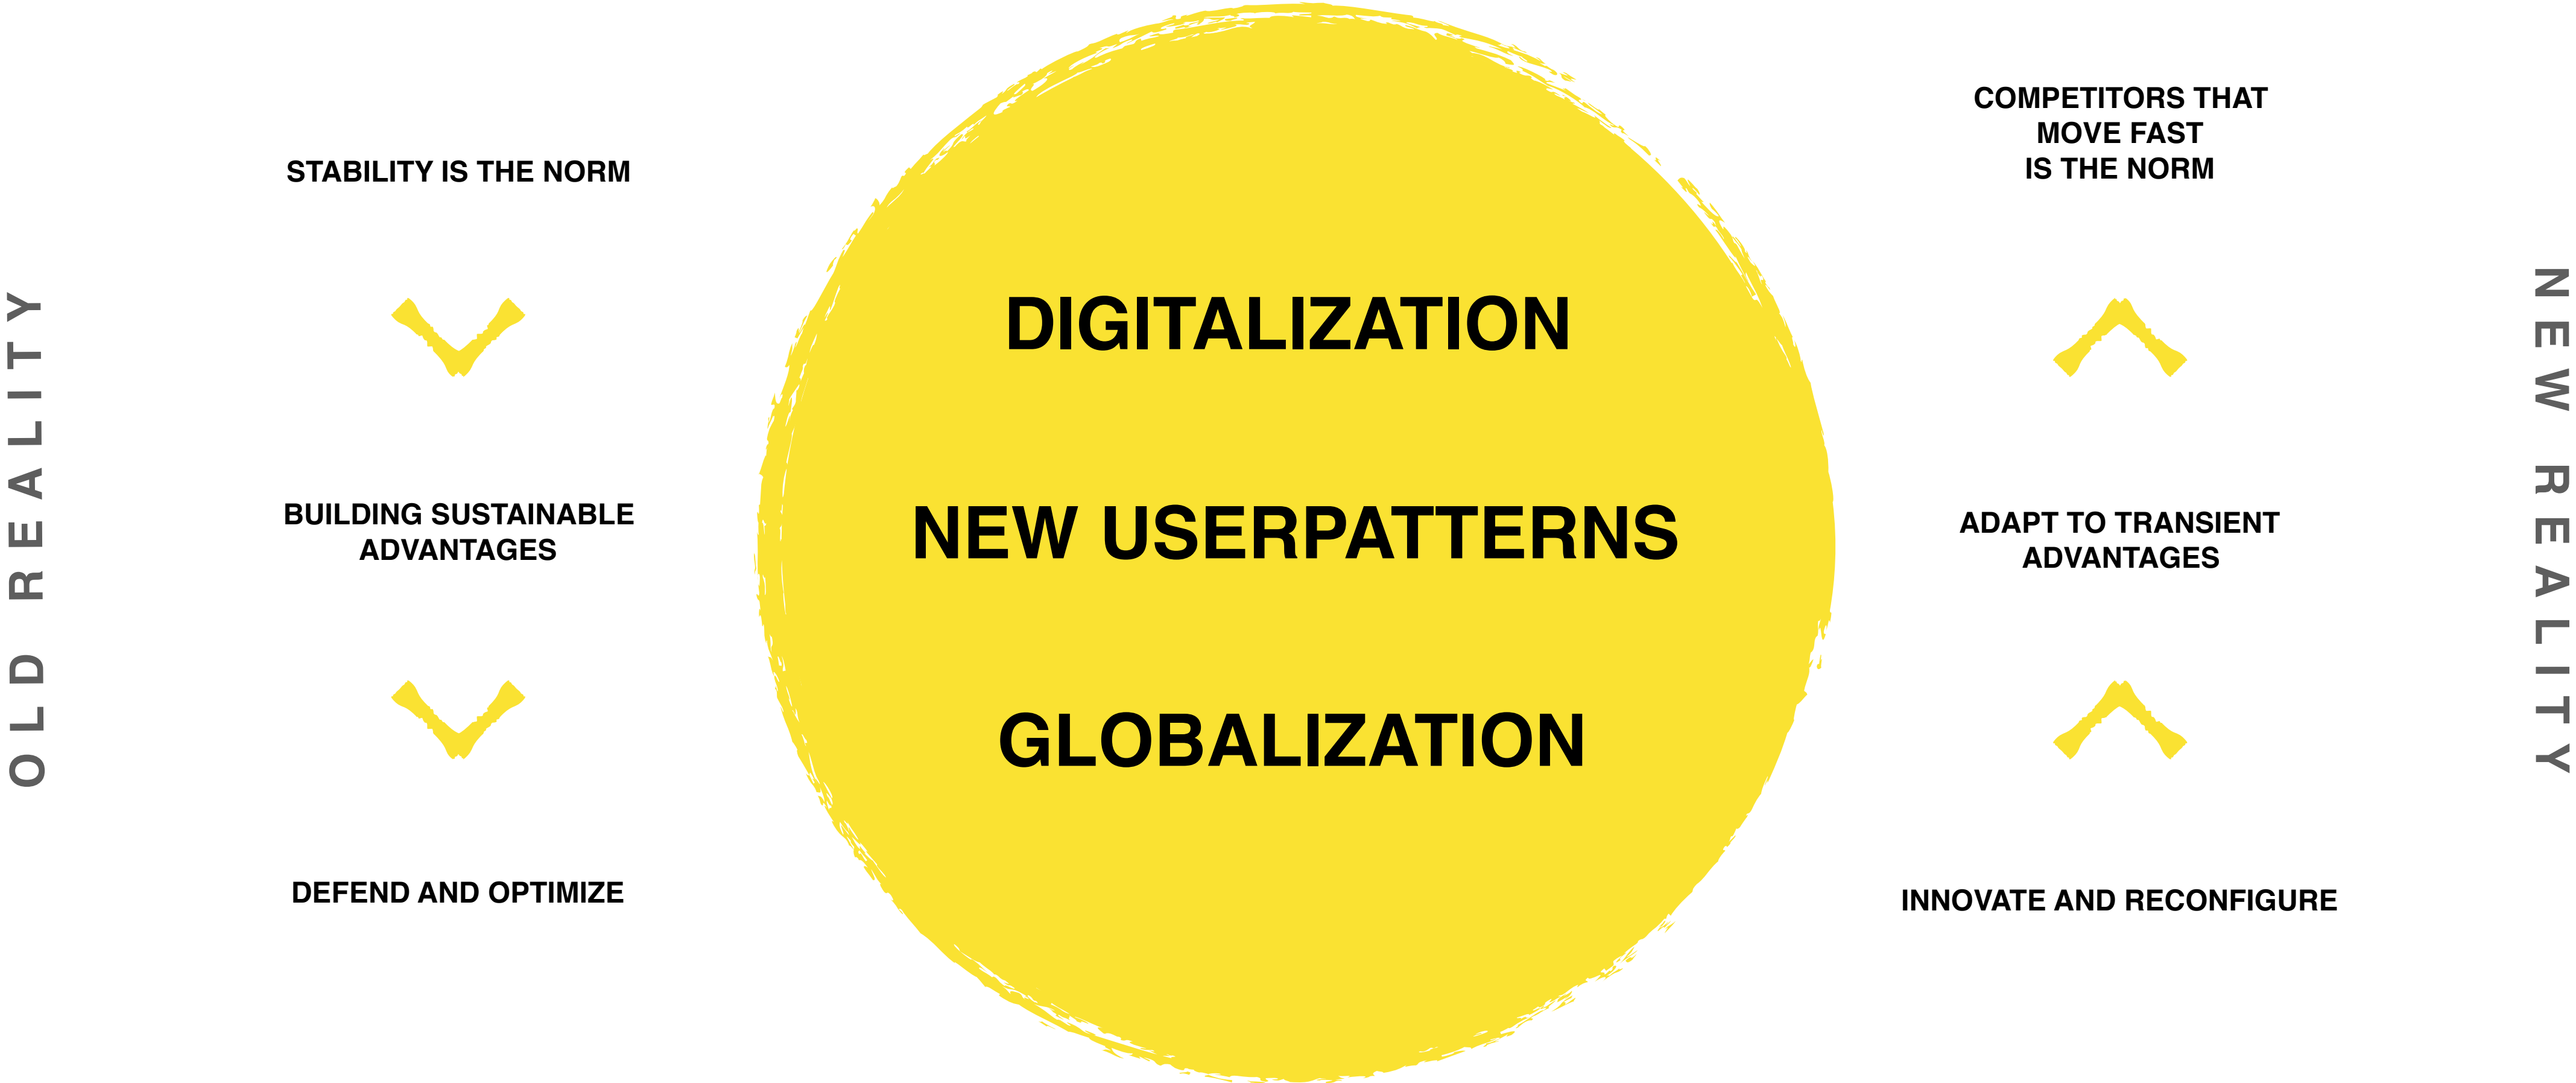 OLD REALITY
STABILITY IS THE NORM
BUILDING SUSTAINABLE
ADVANTAGES
DEFEND AND OPTIMIZE
DIGITALIZATION
NEW USERPATTERNS
GLOBALIZATION
COMPETITORS THAT
MOVE FAST
IS THE NORM
ADAPT TO TRANSIENT
ADVANTAGES
INNOVATE AND RECONFIGURE
NEW REALITY